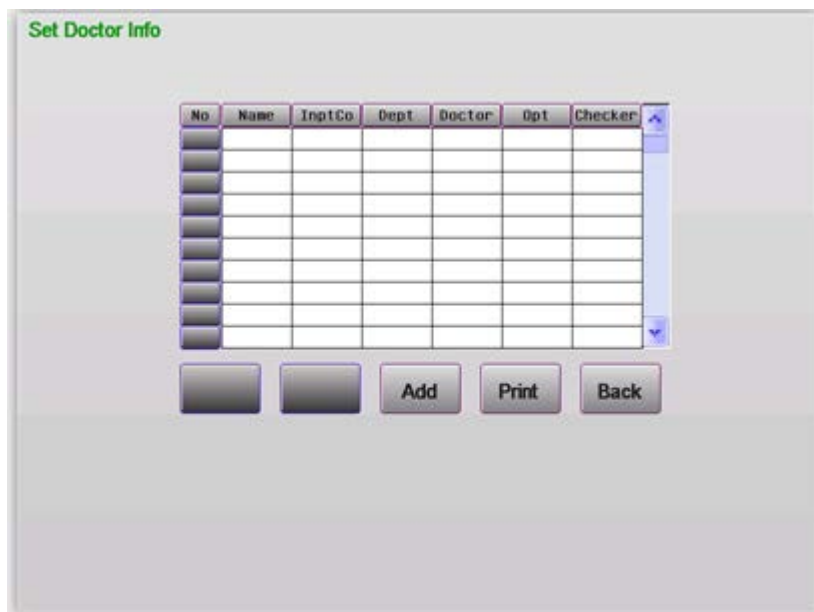 Set Doctor Info
No Name InptCo Dept Doctor Opt Checker
Add Print Back